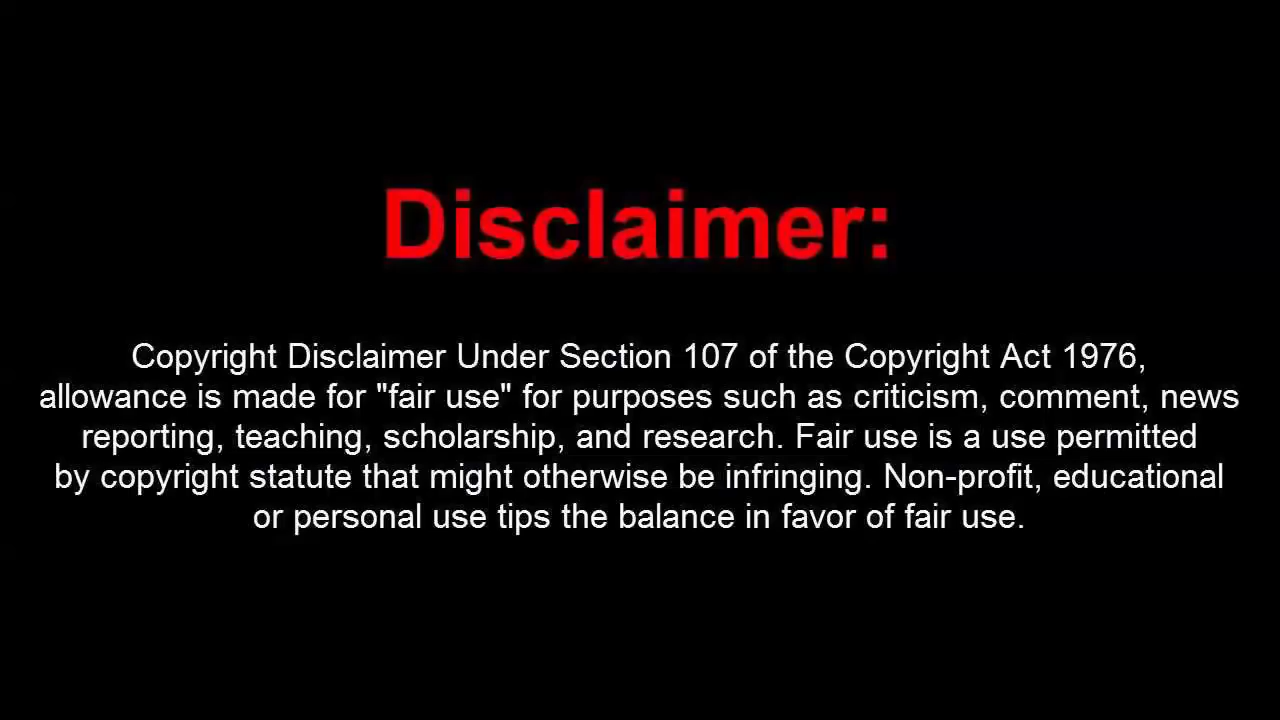 Disclaimer:
Copyright Disclaimer Under Section 107 of the Copyright Act 1976,
allowance is made for "fair use" for purposes such as criticism, comment, news
reporting, teaching, scholarship, and research. Fair use is a use permitted
by copyright statute that might otherwise be infringing. Non-profit, educational
or personal use tips the balance in favor of fair use.